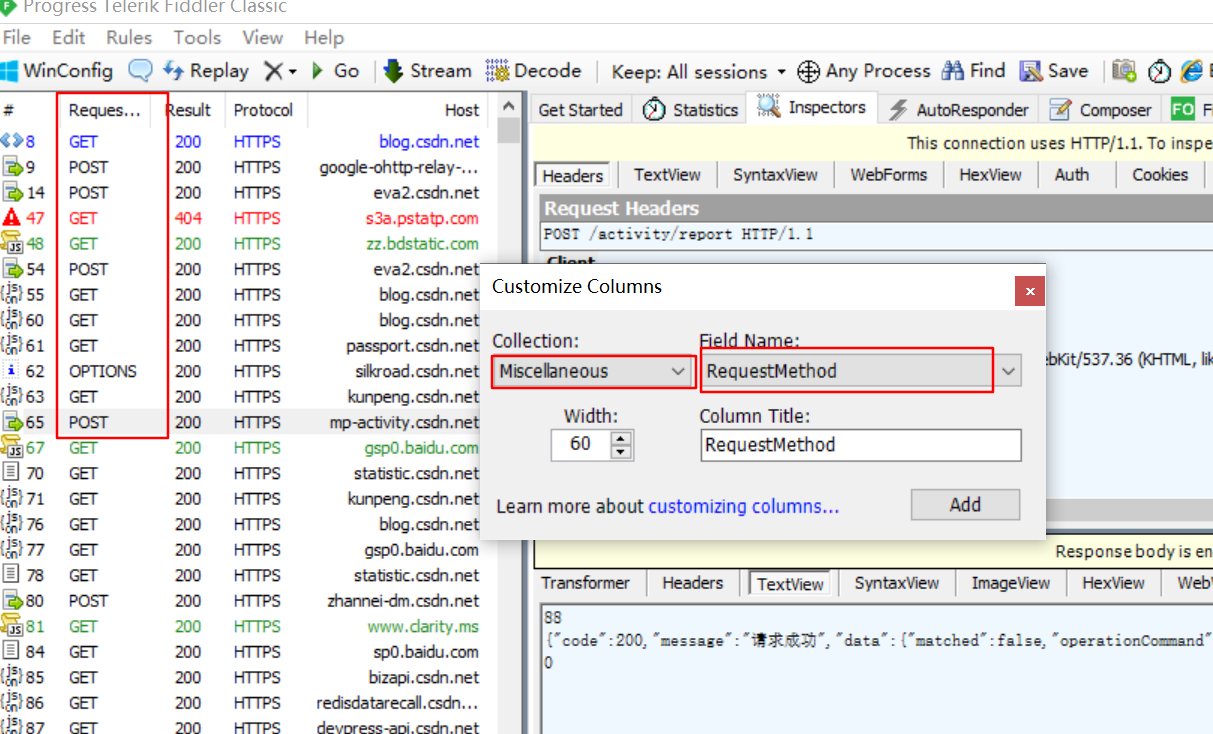 Progress Telerik Fiddler Classic
File Edit Rules Tools View Help
WinConfig Replay Go Stream Decode Keep: All sessions Any Process Find Save
# Reques... Result Protocol Host
8 GET 200 HTTPS blog.csdn.net
9 POST 200 HTTPS google-ohttp-relay-...
14 POST 200 HTTPS eva2.csdn.net
47 GET 404 HTTPS s3a.pstatp.com
48 GET 200 HTTPS zz.bdstatic.com
54 POST 200 HTTPS eva2.csdn.net
55 GET 200 HTTPS blog.csdn.net
60 GET 200 HTTPS blog.csdn.net
61 GET 200 HTTPS passport.csdn.net
62 OPTIONS 200 HTTPS silkroad.csdn.net
63 GET 200 HTTPS kunpeng.csdn.net
65 POST 200 HTTPS mp-activity.csdn.net
67 GET 200 HTTPS gsp0.baidu.com
70 GET 200 HTTPS statistic.csdn.net
71 GET 200 HTTPS kunpeng.csdn.net
76 GET 200 HTTPS blog.csdn.net
77 GET 200 HTTPS gsp0.baidu.com
78 GET 200 HTTPS statistic.csdn.net
80 POST 200 HTTPS zhannei-dm.csdn.net
81 GET 200 HTTPS www.clarity.ms
84 GET 200 HTTPS sp0.baidu.com
85 GET 200 HTTPS bizapi.csdn.net
86 GET 200 HTTPS redisdatarecall.csdn...
87 GET 200 HTTPS devpress-api.csdn.net
Get Started Statistics Inspectors AutoResponder Composer FO
This connection uses HTTP/1.1. To inspe
Headers TextView SyntaxView WebForms HexView Auth Cookies
Request Headers
POST /activity/report HTTP/1.1
Client
ebKit/537.36 (KHTML, lik
Customize Columns
Collection: Field Name:
Miscellaneous RequestMethod
Width: Column Title:
60 RequestMethod
Learn more about customizing columns... Add
Response body is en
Transformer Headers TextView SyntaxView ImageView HexView WebV
88
{"code":200,"message":"请求成功","data":{"matched":false,"operationCommand"
0